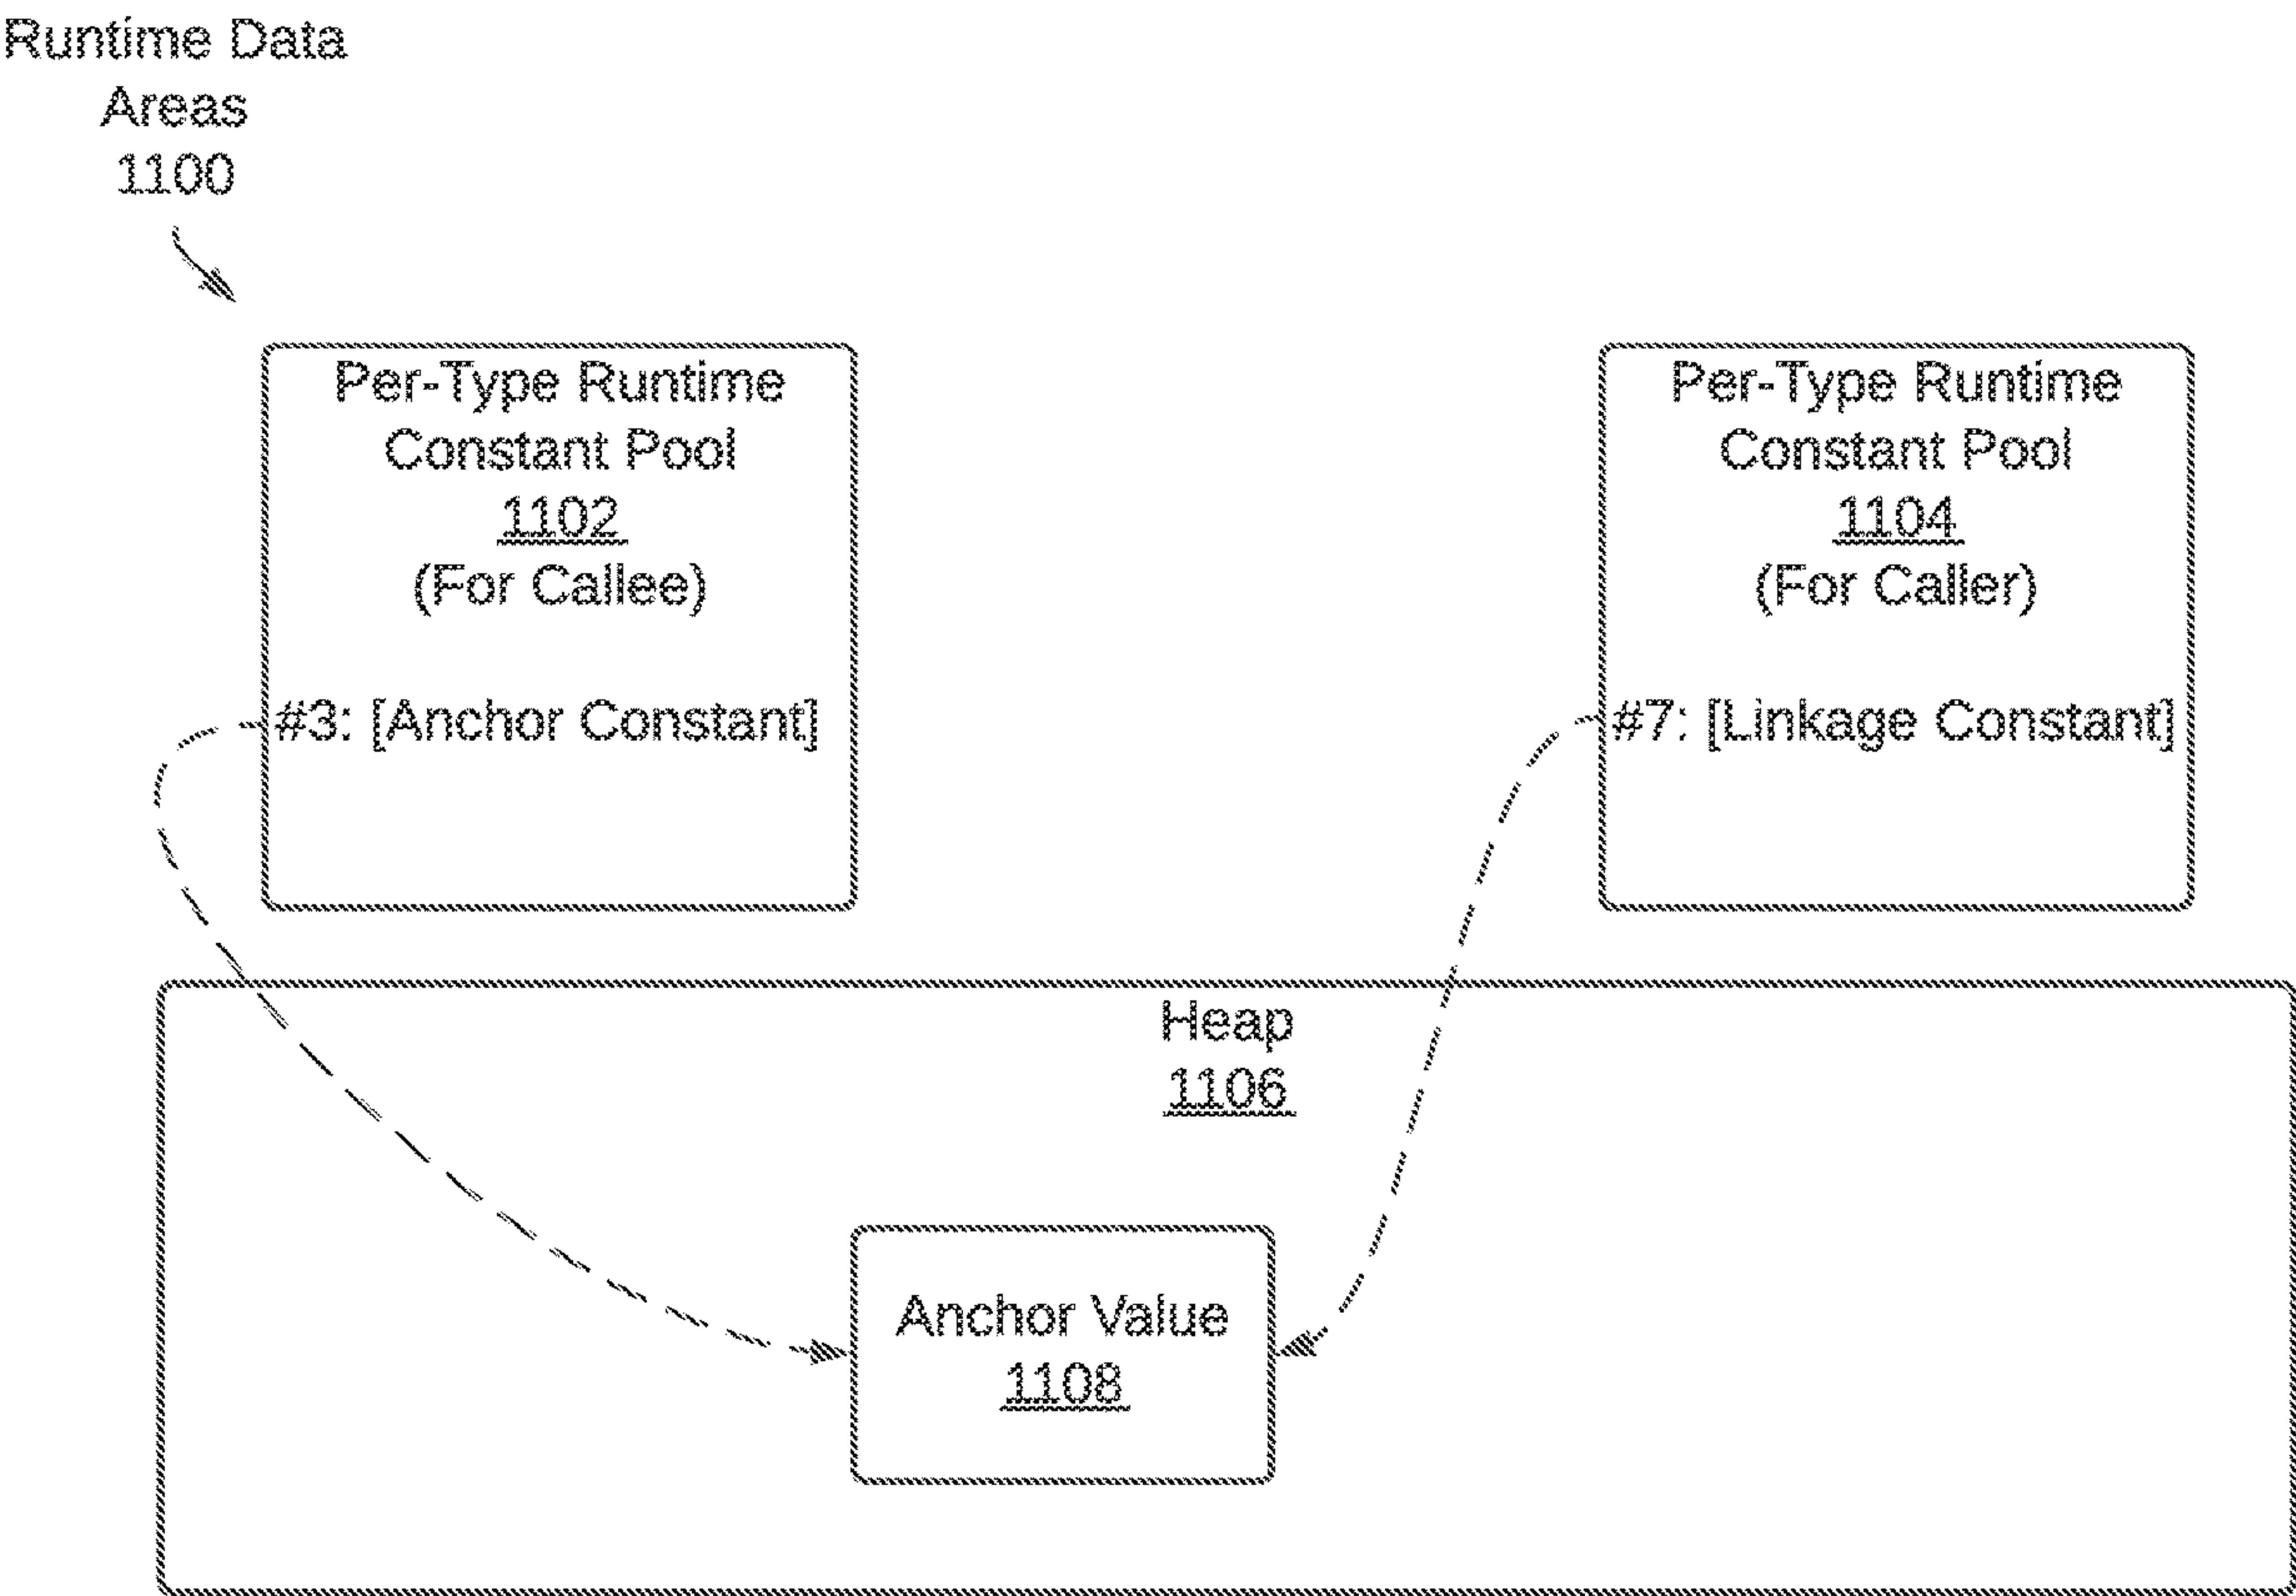 Runtime Data
Areas
1100
Per-Type Runtime
Constant Pool
1102
(For Callee)
#3: [Anchor Constant]
Per-Type Runtime
Constant Pool
1104
(For Caller)
#7: [Linkage Constant]
Heap
1106
Anchor Value
1108